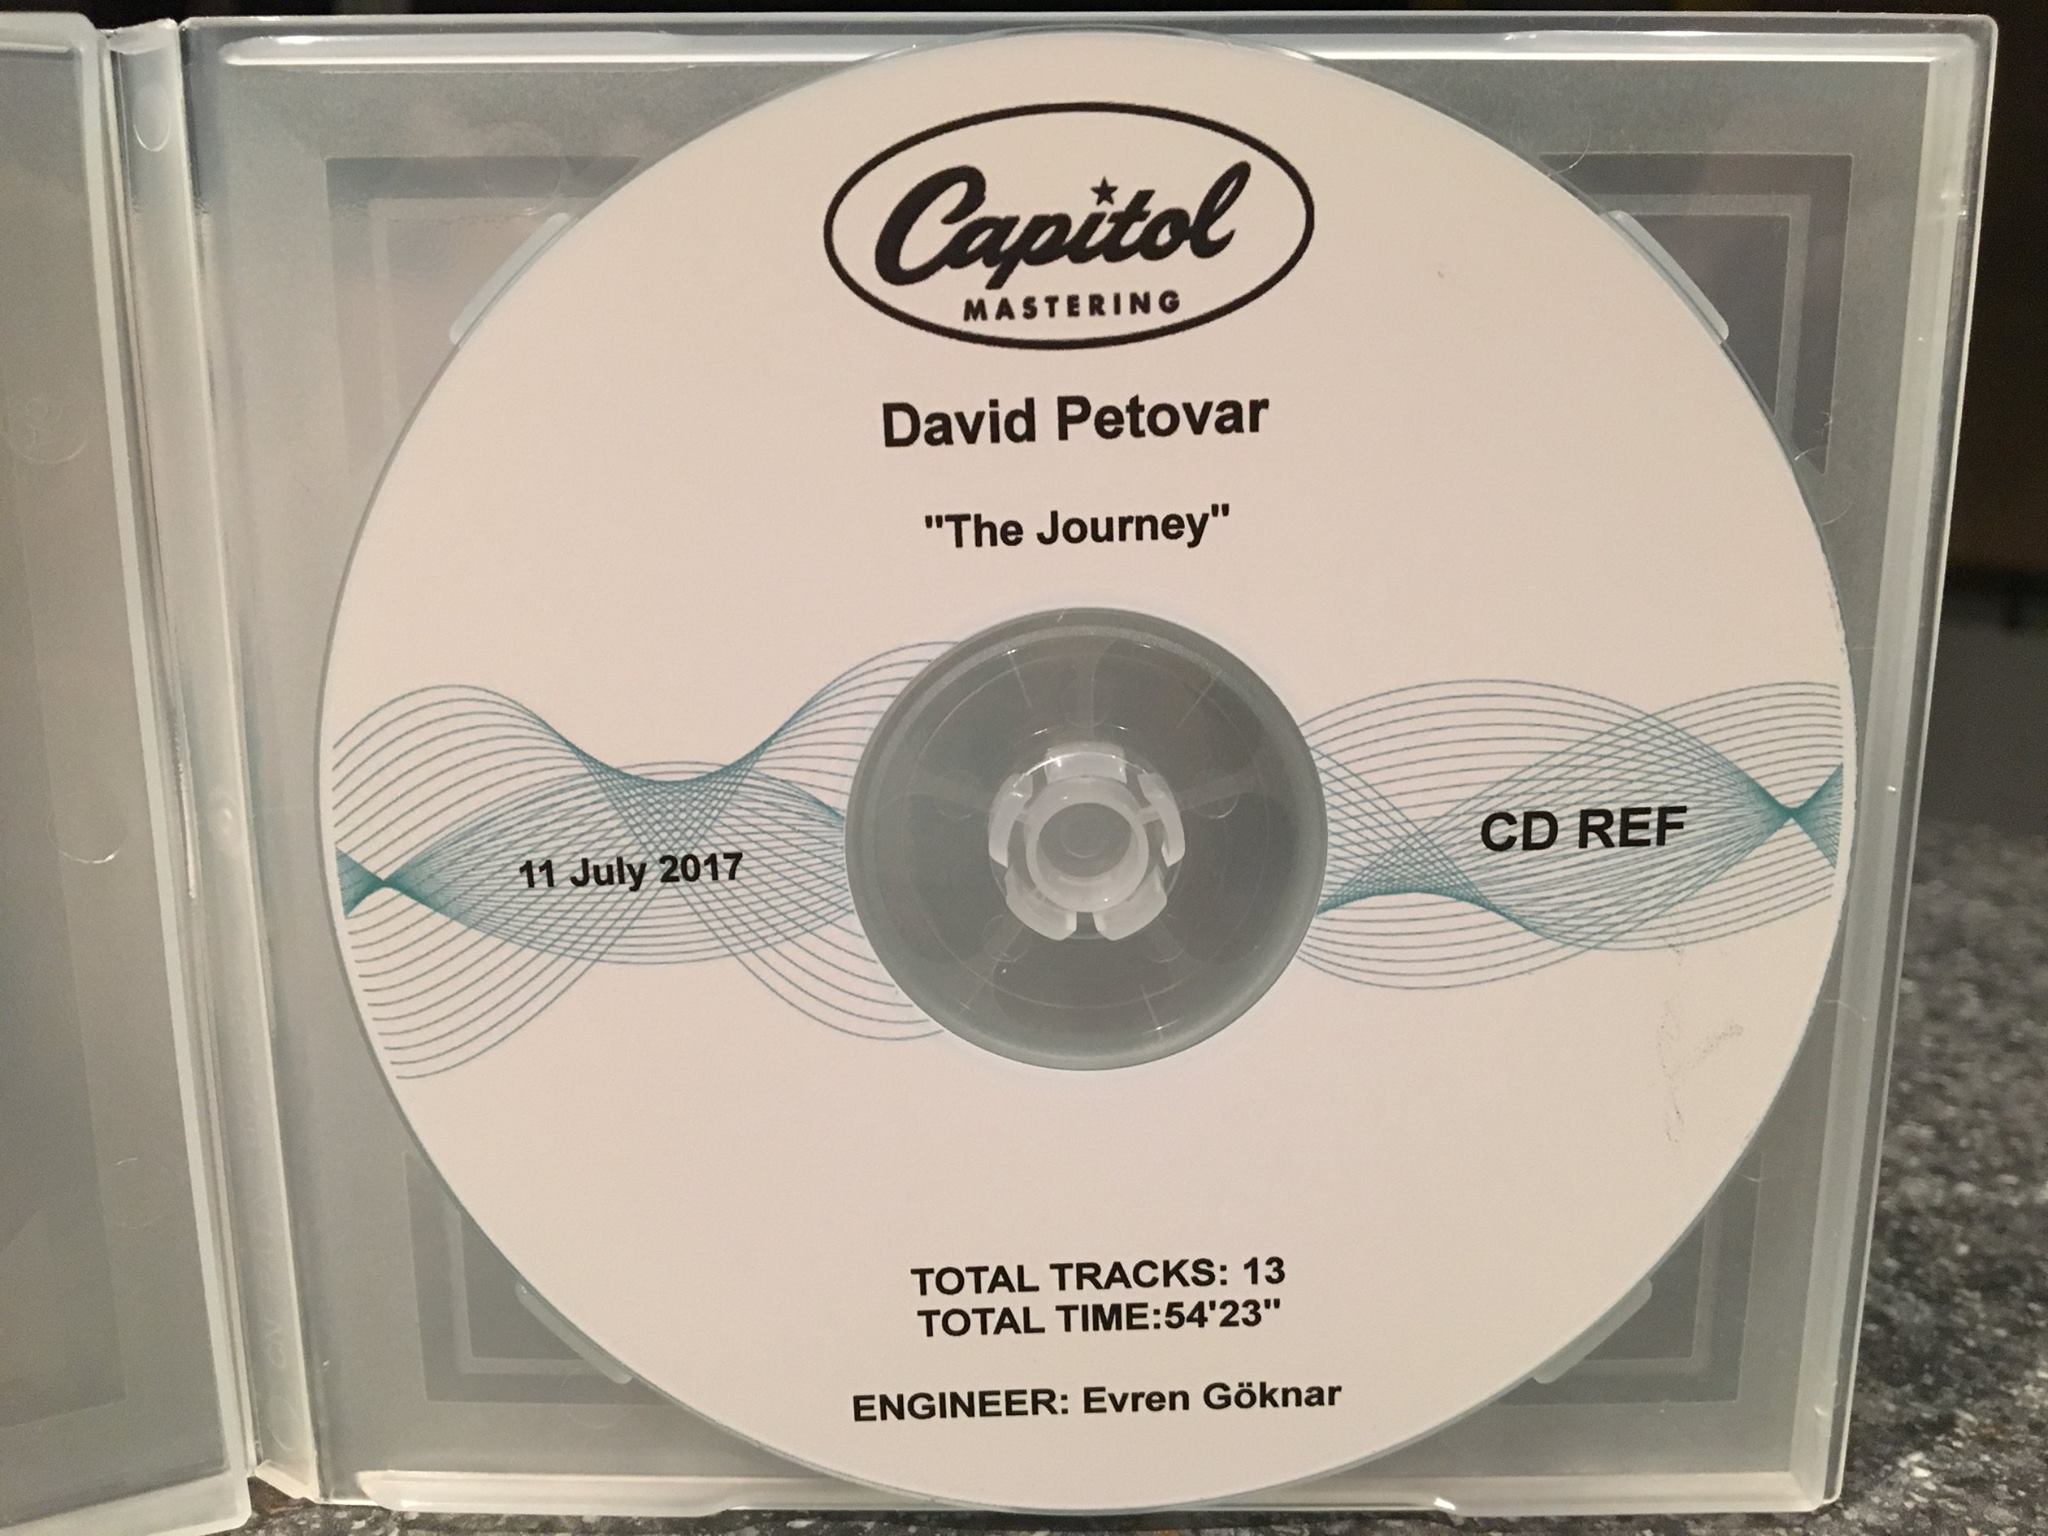 Capitol
MASTERING
David Petovar
"The Journey"
11 July 2017
CD REF
TOTAL TRACKS: 13
TOTAL TIME:54'23"
ENGINEER: Evren Göknar